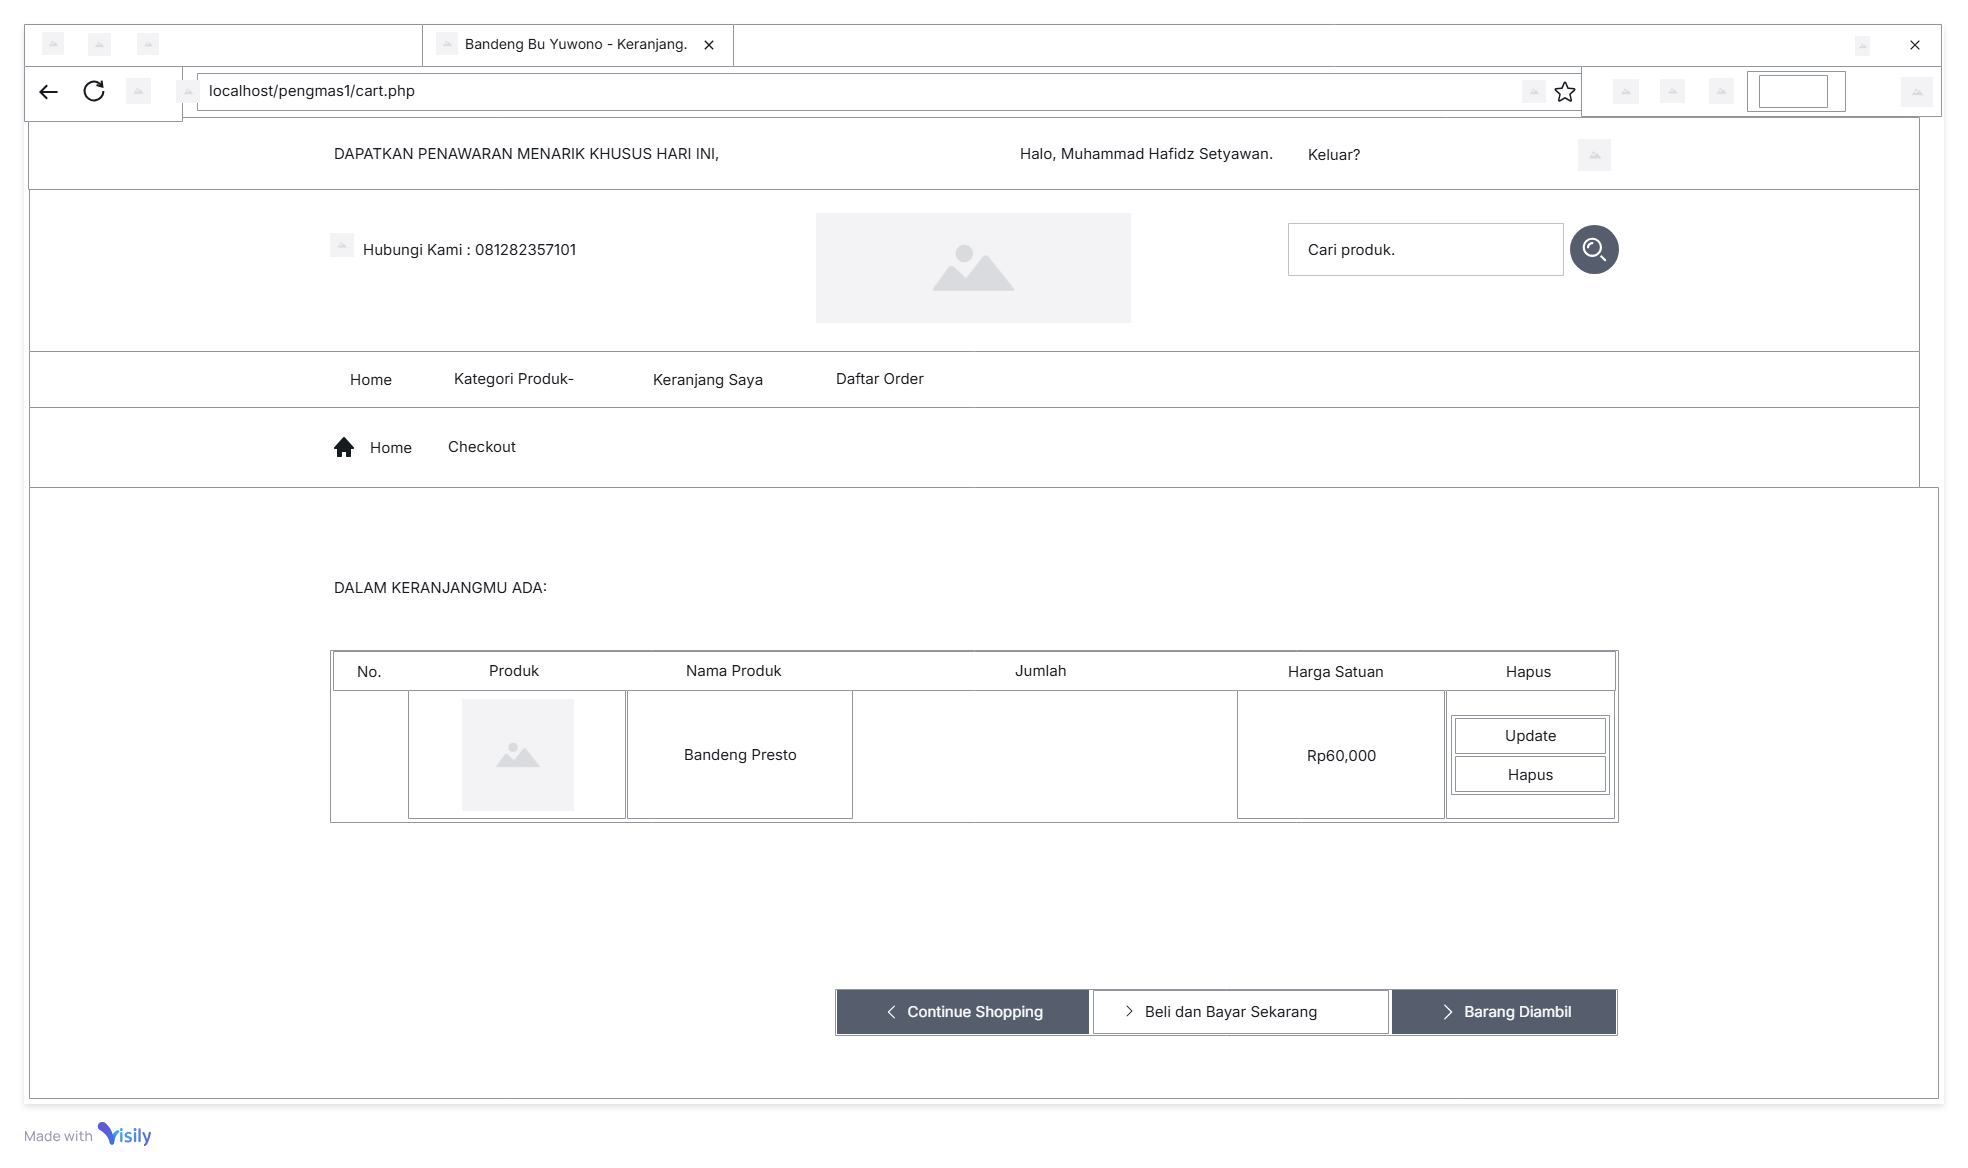 Bandeng Bu Yuwono - Keranjang.
localhost/pengmas1/cart.php
DAPATKAN PENAWARAN MENARIK KHUSUS HARI INI,
Halo, Muhammad Hafidz Setyawan.
Keluar?
Hubungi Kami : 081282357101
Cari produk.
Home
Kategori Produk-
Keranjang Saya
Daftar Order
Home
Checkout
DALAM KERANJANGMU ADA:
No.
Produk
Nama Produk
Jumlah
Harga Satuan
Hapus
Bandeng Presto
Rp60,000
Update
Hapus
Continue Shopping
Beli dan Bayar Sekarang
Barang Diambil
Made with Visily